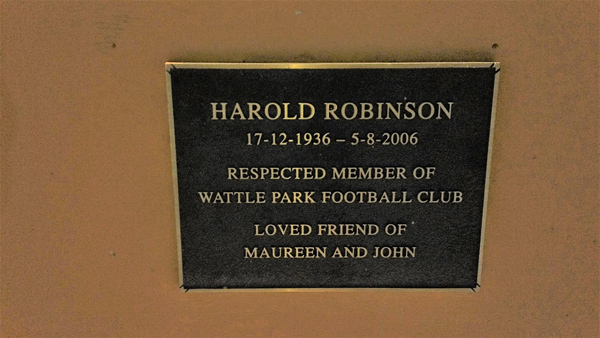 HAROLD ROBINSON
17-12-1936 – 5-8-2006
RESPECTED MEMBER OF
WATTLE PARK FOOTBALL CLUB
LOVED FRIEND OF
MAUREEN AND JOHN